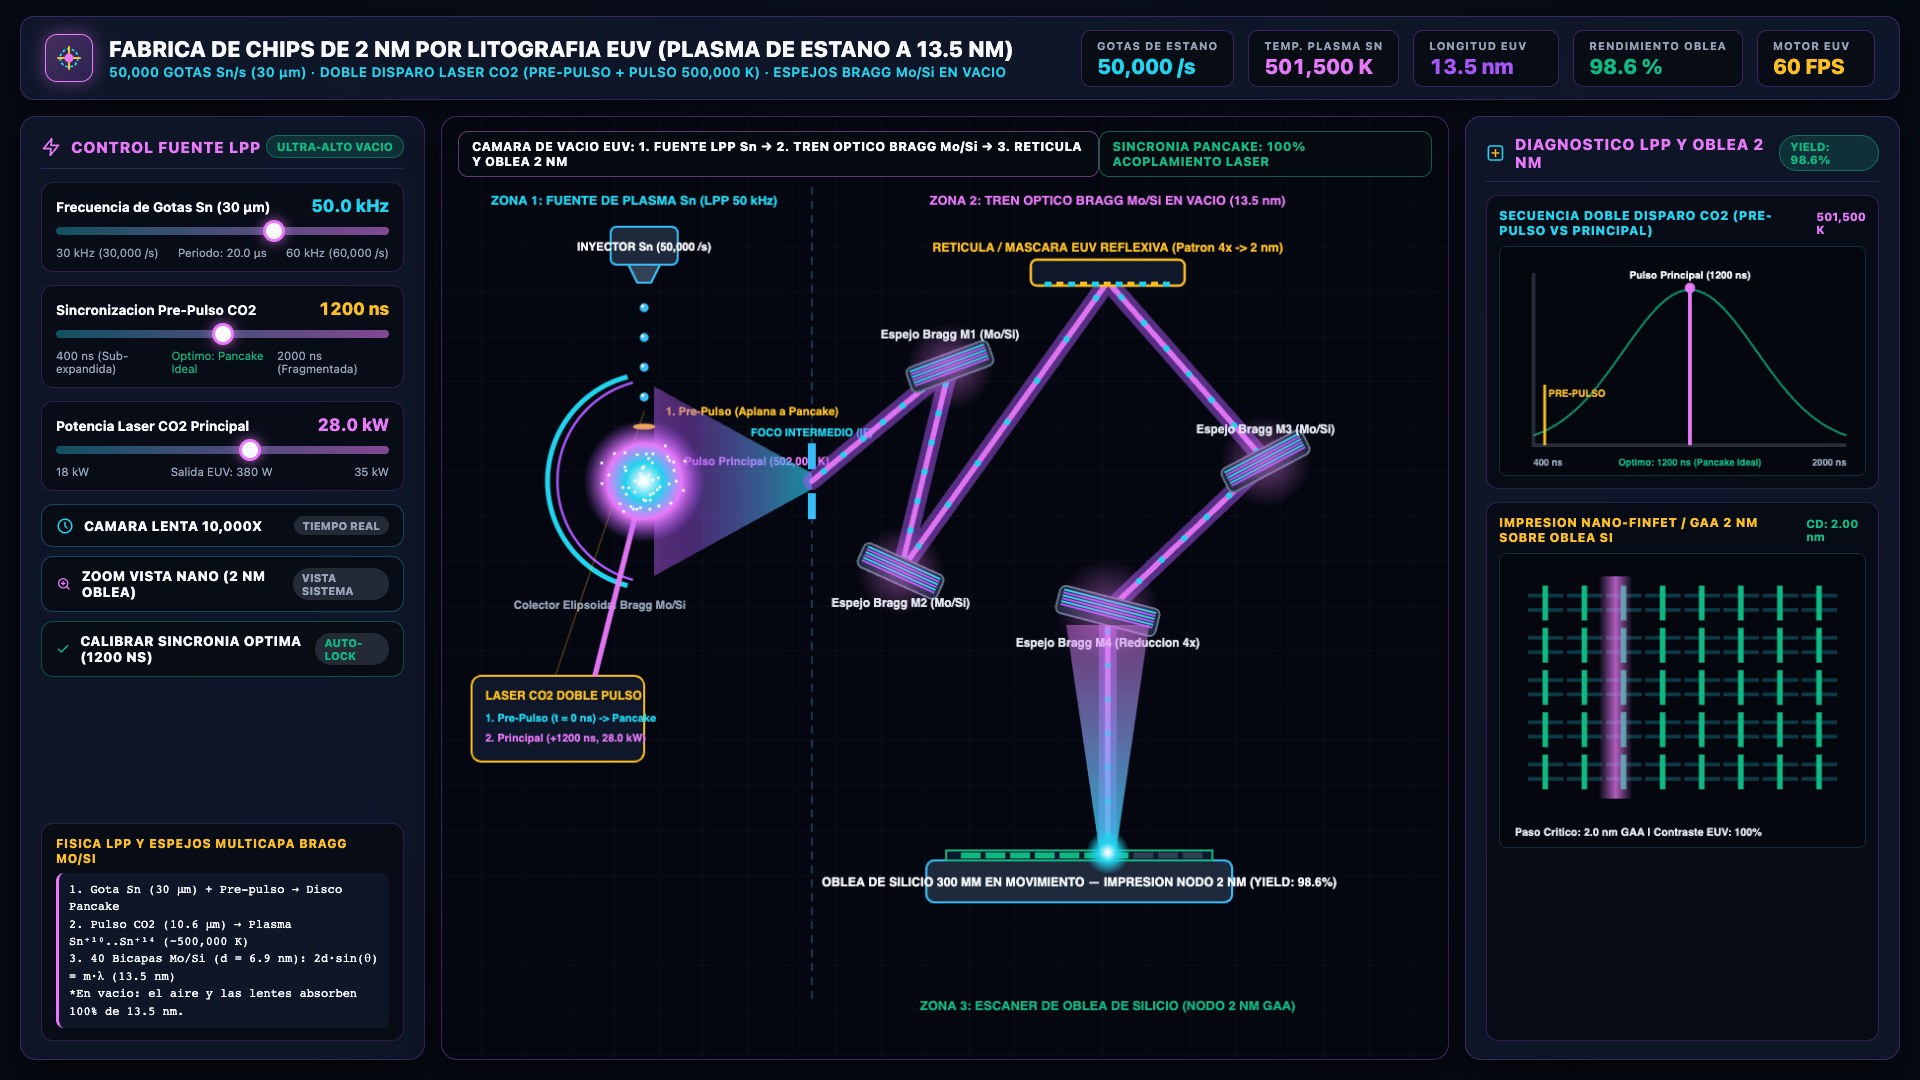 FABRICA DE CHIPS DE 2 NM POR LITOGRAFIA EUV (PLASMA DE ESTANO A 13.5 NM)
50,000 GOTAS Sn/s (30 µm) · DOBLE DISPARO LASER CO2 (PRE-PULSO + PULSO 500,000 K) · ESPEJOS BRAGG Mo/Si EN VACIO
GOTAS DE ESTANO
50,000 /s
TEMP. PLASMA SN
501,500 K
LONGITUD EUV
13.5 nm
RENDIMIENTO OBLEA
98.6 %
MOTOR EUV
60 FPS
CONTROL FUENTE LPP
ULTRA-ALTO VACIO
Frecuencia de Gotas Sn (30 µm)
50.0 kHz
30 kHz (30,000 /s)
Periodo: 20.0 µs
60 kHz (60,000 /s)
Sincronizacion Pre-Pulso CO2
1200 ns
400 ns (Sub-
expandida)
Optimo: Pancake
Ideal
2000 ns
(Fragmentada)
Potencia Laser CO2 Principal
28.0 kW
18 kW
Salida EUV: 380 W
35 kW
CAMARA LENTA 10,000X
TIEMPO REAL
ZOOM VISTA NANO (2 NM
OBLEA)
VISTA
SISTEMA
CALIBRAR SINCRONIA OPTIMA
(1200 NS)
AUTO-
LOCK
FISICA LPP Y ESPEJOS MULTICAPA BRAGG
MO/SI
1. Gota Sn (30 µm) + Pre-pulso → Disco
Pancake
2. Pulso CO2 (10.6 µm) → Plasma
Sn⁺¹⁰..Sn⁺¹⁴ (~500,000 K)
3. 40 Bicapas Mo/Si (d = 6.9 nm): 2d·sin(θ)
= m·λ (13.5 nm)
*En vacio: el aire y las lentes absorben
100% de 13.5 nm.
CAMARA DE VACIO EUV: 1. FUENTE LPP Sn → 2. TREN OPTICO BRAGG Mo/Si → 3. RETICULA
Y OBLEA 2 NM
SINCRONIA PANCAKE: 100%
ACOPLAMIENTO LASER
ZONA 1: FUENTE DE PLASMA Sn (LPP 50 kHz)
ZONA 2: TREN OPTICO BRAGG Mo/Si EN VACIO (13.5 nm)
INYECTOR Sn (50,000 /s)
RETICULA / MASCARA EUV REFLEXIVA (Patron 4x -> 2 nm)
Espejo Bragg M1 (Mo/Si)
1. Pre-Pulso (Aplana a Pancake)
FOCO INTERMEDIO (IF)
Pulso Principal (502,00 K)
Espejo Bragg M3 (Mo/Si)
Espejo Bragg M2 (Mo/Si)
Colector Elipsoidal Bragg Mo/Si
Espejo Bragg M4 (Reduccion 4x)
LASER CO2 DOBLE PULSO
1. Pre-Pulso (t = 0 ns) -> Pancake
2. Principal (+1200 ns, 28.0 kW)
OBLEA DE SILICIO 300 MM EN MOVIMIENTO — IMPRESION NODO 2 NM (YIELD: 98.6%)
ZONA 3: ESCANER DE OBLEA DE SILICIO (NODO 2 NM GAA)
DIAGNOSTICO LPP Y OBLEA 2
NM
YIELD:
98.6%
SECUENCIA DOBLE DISPARO CO2 (PRE-
PULSO VS PRINCIPAL)
501,500
K
Pulso Principal (1200 ns)
PRE-PULSO
400 ns
Optimo: 1200 ns (Pancake Ideal)
2000 ns
IMPRESION NANO-FINFET / GAA 2 NM
SOBRE OBLEA SI
CD: 2.00
nm
Paso Critico: 2.0 nm GAA | Contraste EUV: 100%